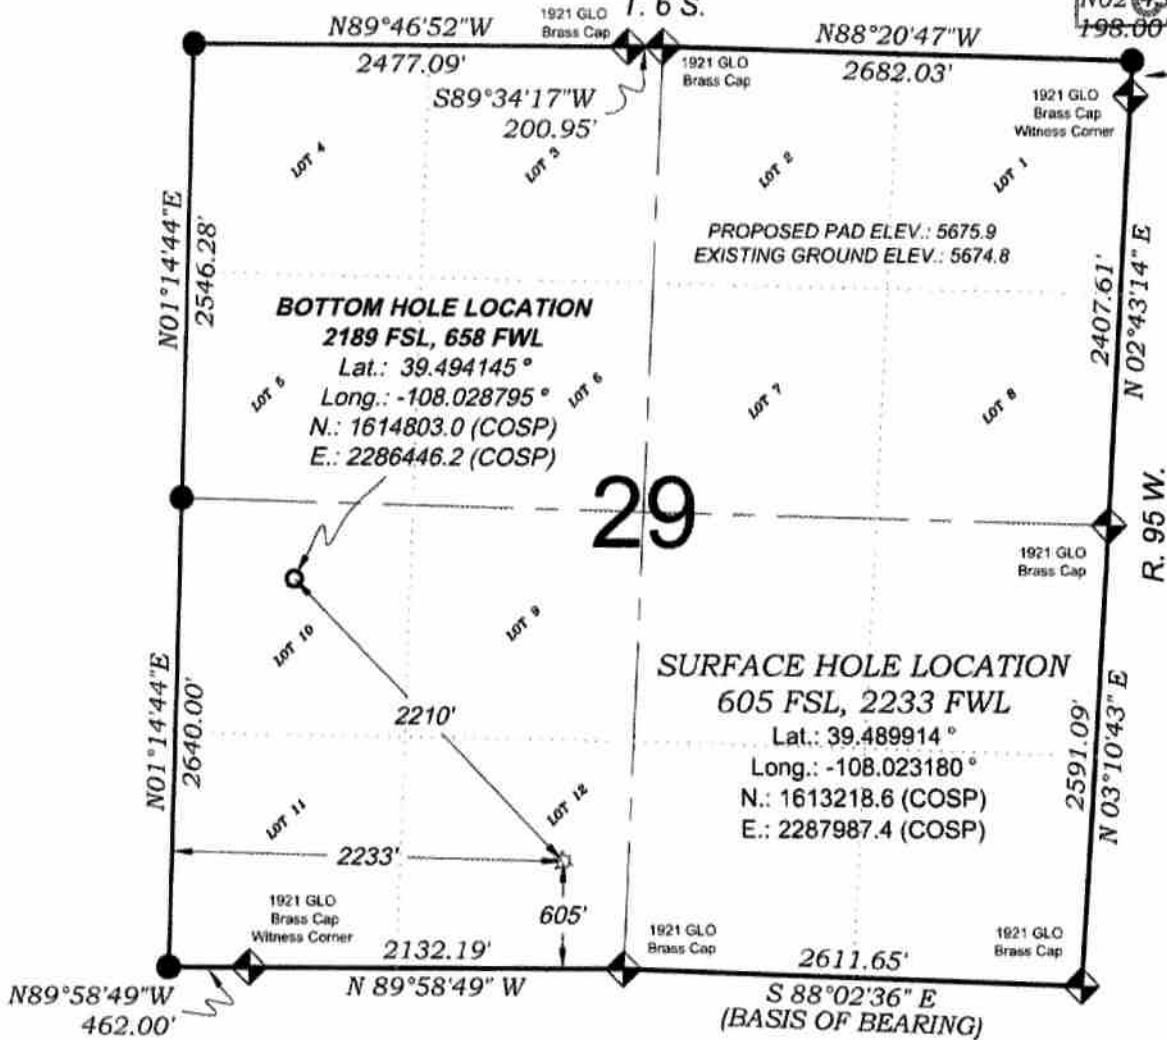 T. 6 S.
N89°46'52"W
2477.09'
1921 GLO
Brass Cap
S89°34'17"W
200.95'
1921 GLO
Brass Cap
N88°20'47"W
2682.03'
198.00'
1921 GLO
Brass Cap
Witness Corner
LOT 4
LOT 3
LOT 2
LOT 1
PROPOSED PAD ELEV.: 5675.9
EXISTING GROUND ELEV.: 5674.8
N01°14'44"E
2546.28'
2407.61'
N 02°43'14" E
BOTTOM HOLE LOCATION
2189 FSL, 658 FWL
Lat.: 39.494145°
Long.: -108.028795°
N.: 1614803.0 (COSP)
E.: 2286446.2 (COSP)
LOT 5
LOT 6
LOT 7
LOT 8
29
R. 95 W.
1921 GLO
Brass Cap
LOT 10
LOT 9
N01°14'44"E
2640.00'
2210'
SURFACE HOLE LOCATION
605 FSL, 2233 FWL
Lat.: 39.489914°
Long.: -108.023180°
N.: 1613218.6 (COSP)
E.: 2287987.4 (COSP)
2591.09'
N 03°10'43" E
LOT 11
LOT 12
2233'
605'
1921 GLO
Brass Cap
Witness Corner
1921 GLO
Brass Cap
1921 GLO
Brass Cap
N89°58'49"W
462.00'
2132.19'
N 89°58'49" W
2611.65'
S 88°02'36" E
(BASIS OF BEARING)